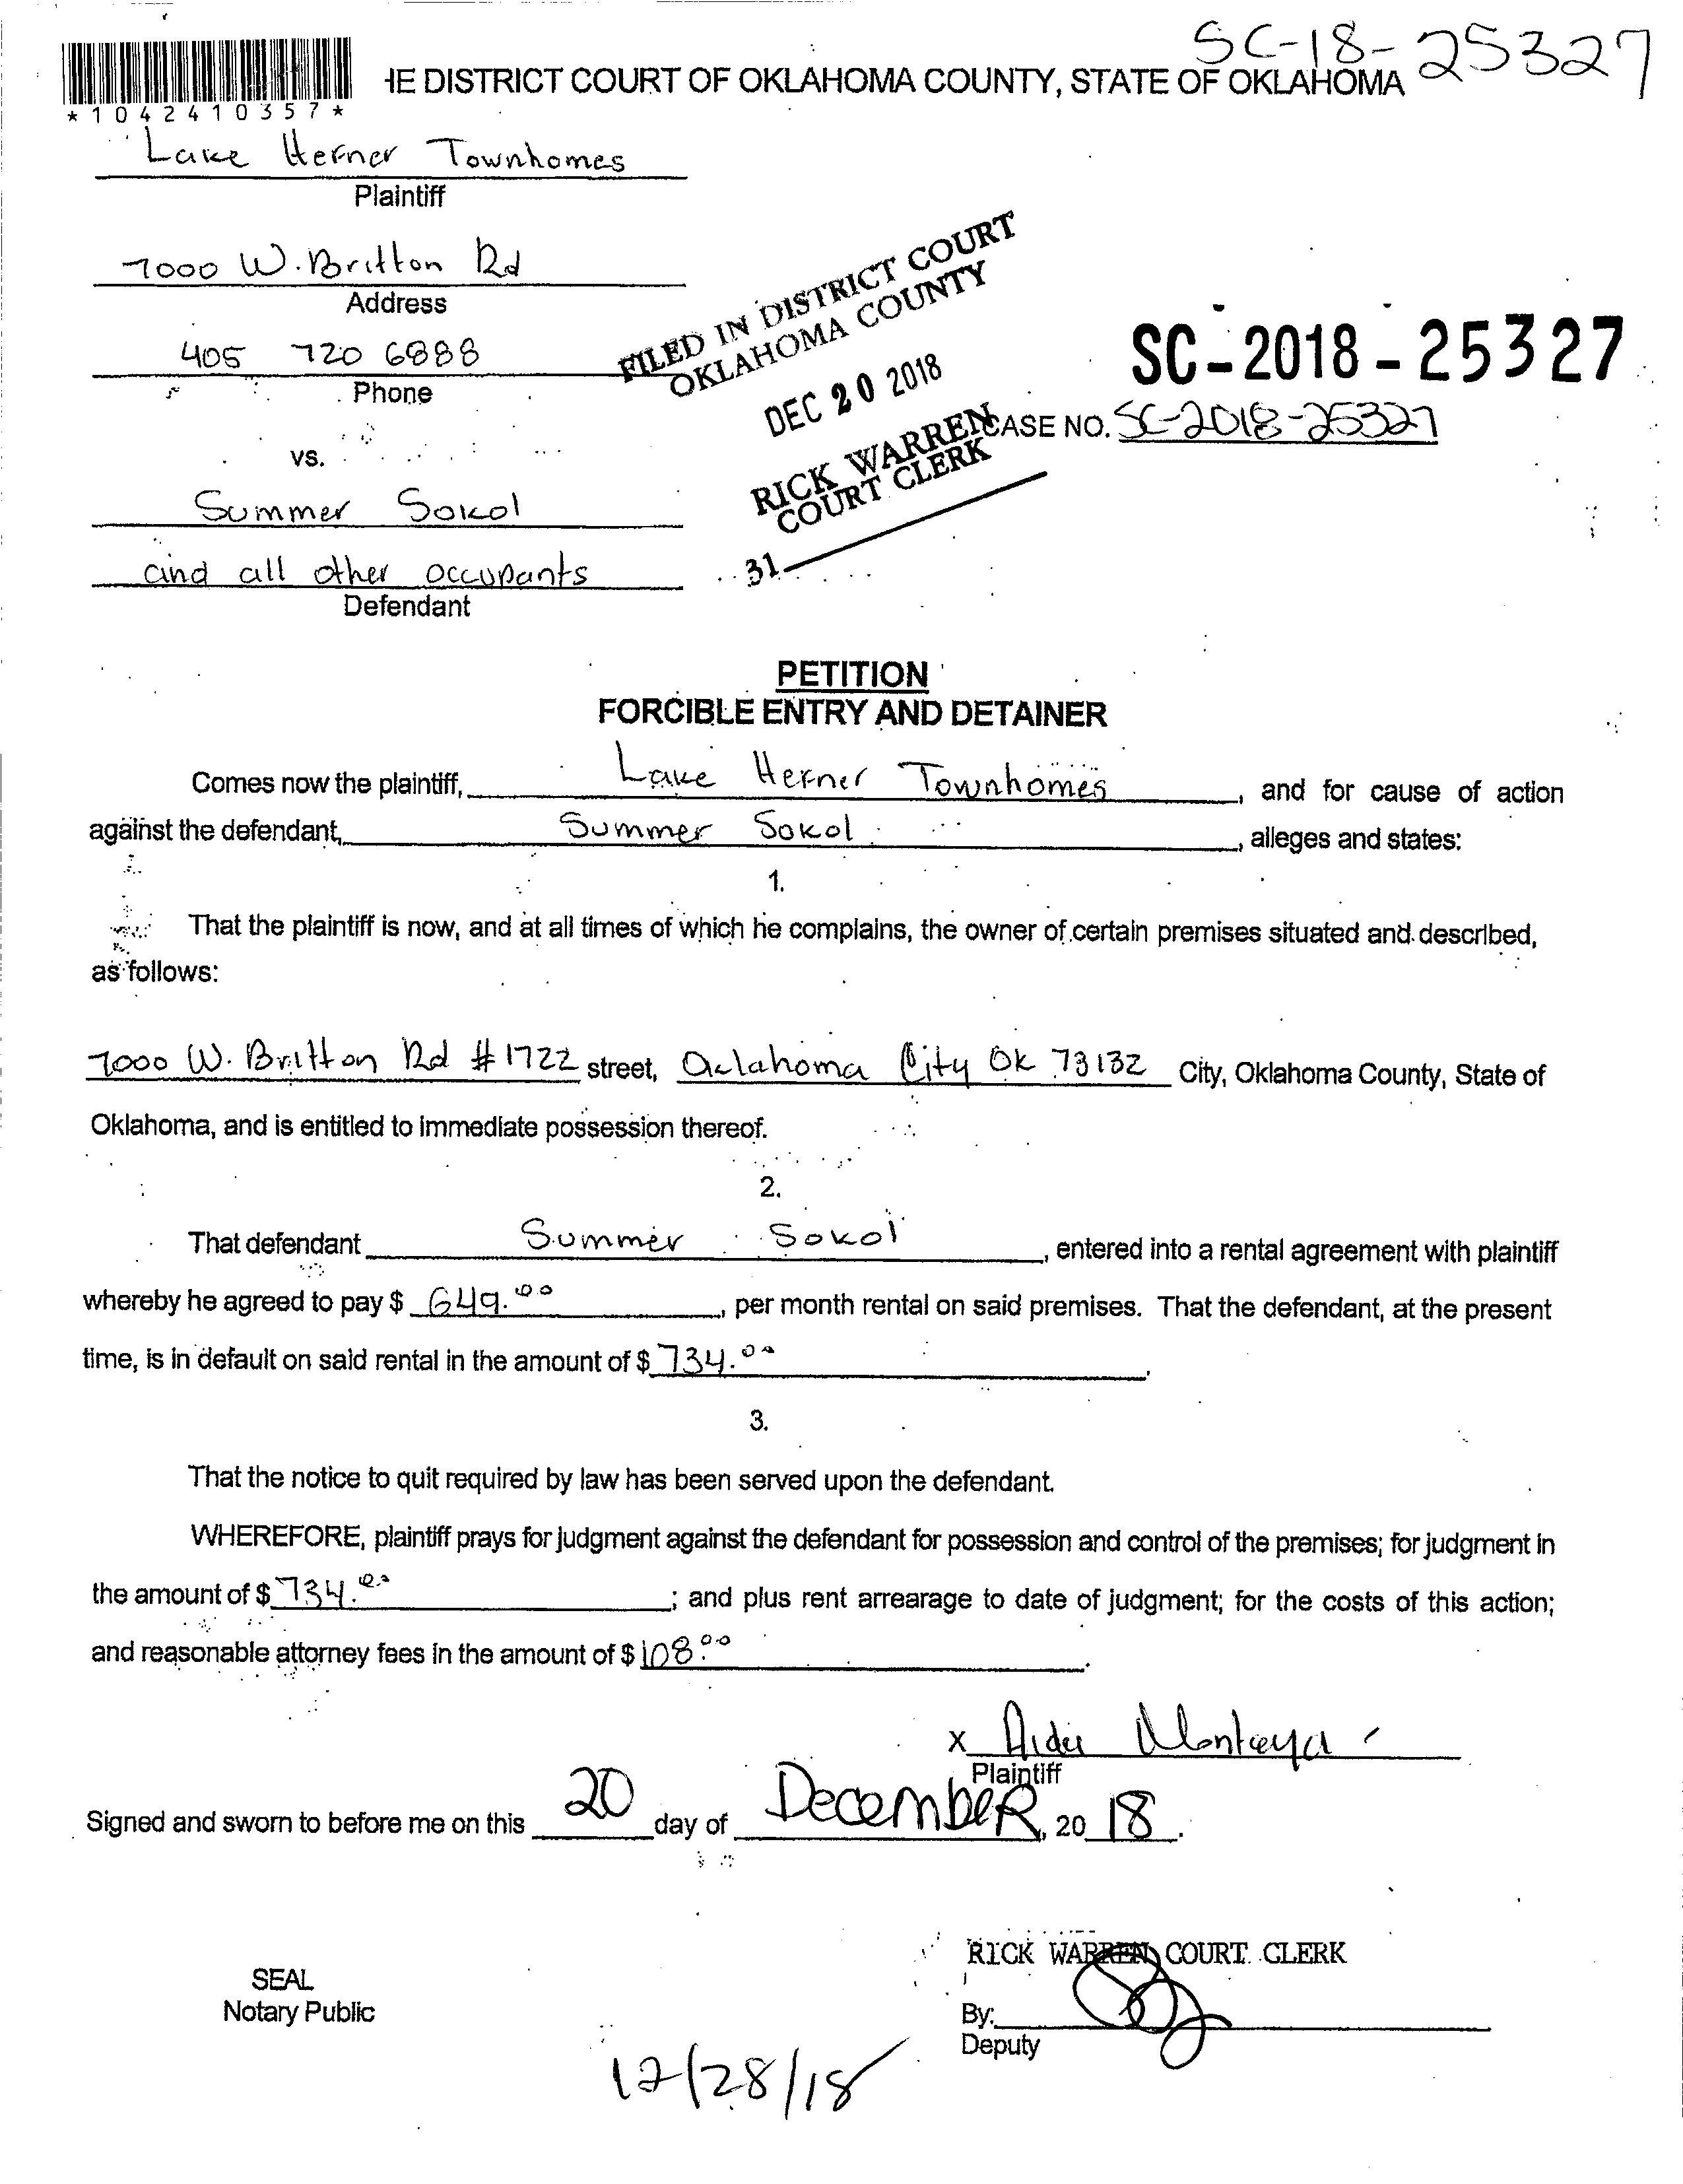 SC-18-25327
*1042410357*
HE DISTRICT COURT OF OKLAHOMA COUNTY, STATE OF OKLAHOMA
Lake Hefner Townhomes
Plaintiff
7000 W. Britton Rd
Address
405 720 6888
Phone
vs.
Summer Sokol
and all other occupants
Defendant
FILED IN DISTRICT COURT
OKLAHOMA COUNTY
DEC 20 2018
RICK WARREN
COURT CLERK
31
SC-2018-25327
CASE NO. SC-2018-25327
PETITION
FORCIBLE ENTRY AND DETAINER
Comes now the plaintiff, Lake Hefner Townhomes, and for cause of action
against the defendant, Summer Sokol, alleges and states:
1.
That the plaintiff is now, and at all times of which he complains, the owner of certain premises situated and described,
as follows:
7000 W. Britton Rd #1722 street, Oklahoma City Ok 73132 City, Oklahoma County, State of
Oklahoma, and is entitled to immediate possession thereof.
2.
That defendant Summer Sokol, entered into a rental agreement with plaintiff
whereby he agreed to pay $ 649.00, per month rental on said premises. That the defendant, at the present
time, is in default on said rental in the amount of $ 734.00.
3.
That the notice to quit required by law has been served upon the defendant.
WHEREFORE, plaintiff prays for judgment against the defendant for possession and control of the premises; for judgment in
the amount of $ 734.00; and plus rent arrearage to date of judgment; for the costs of this action;
and reasonable attorney fees in the amount of $ 108.00.
x Aida Montoya
Plaintiff
Signed and sworn to before me on this 20 day of DecembeR, 20 18.
RICK WARREN COURT CLERK
SEAL
Notary Public
By:
Deputy
12/28/18